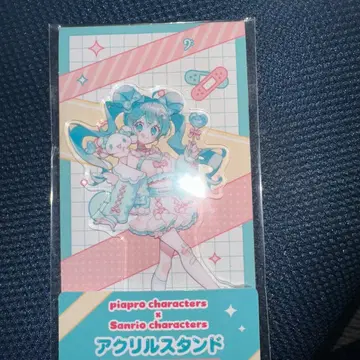 piapro characters
x
Sanrio characters
アクリルスタンド